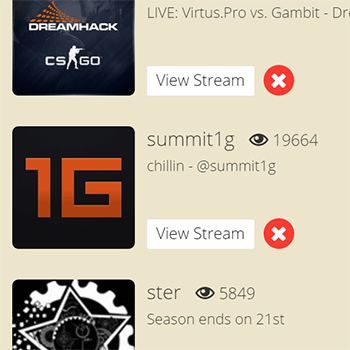 DREAMHACK
CS GO
LIVE: Virtus.Pro vs. Gambit - Dr
View Stream
1G
summit1g 19664
chillin - @summit1g
View Stream
ster 5849
Season ends on 21st